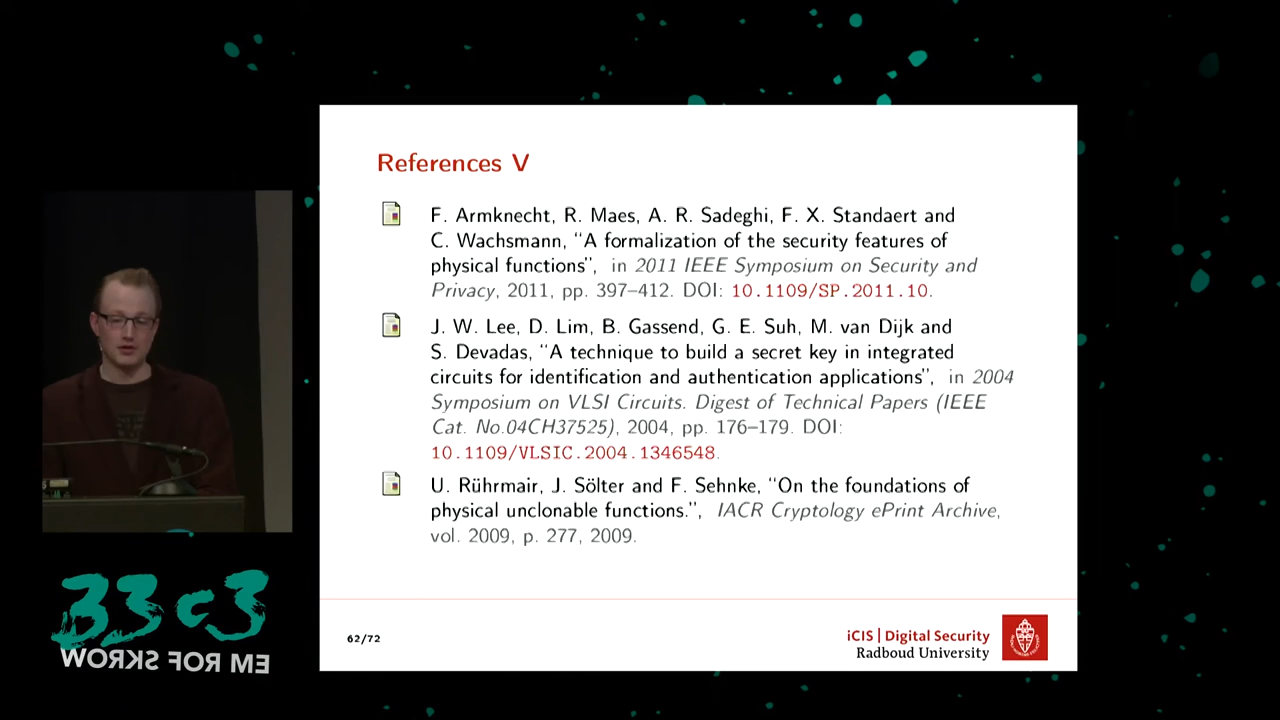 References V
F. Armknecht, R. Maes, A. R. Sadeghi, F. X. Standaert and
C. Wachsmann, “A formalization of the security features of
physical functions”, in 2011 IEEE Symposium on Security and
Privacy, 2011, pp. 397–412. DOI: 10.1109/SP.2011.10.
J. W. Lee, D. Lim, B. Gassend, G. E. Suh, M. van Dijk and
S. Devadas, “A technique to build a secret key in integrated
circuits for identification and authentication applications”, in 2004
Symposium on VLSI Circuits. Digest of Technical Papers (IEEE
Cat. No.04CH37525), 2004, pp. 176–179. DOI:
10.1109/VLSIC.2004.1346548.
U. Rührmair, J. Sölter and F. Sehnke, “On the foundations of
physical unclonable functions.”, IACR Cryptology ePrint Archive,
vol. 2009, p. 277, 2009.
62/72
iCIS | Digital Security
Radboud University
33c3
WORKS FOR ME